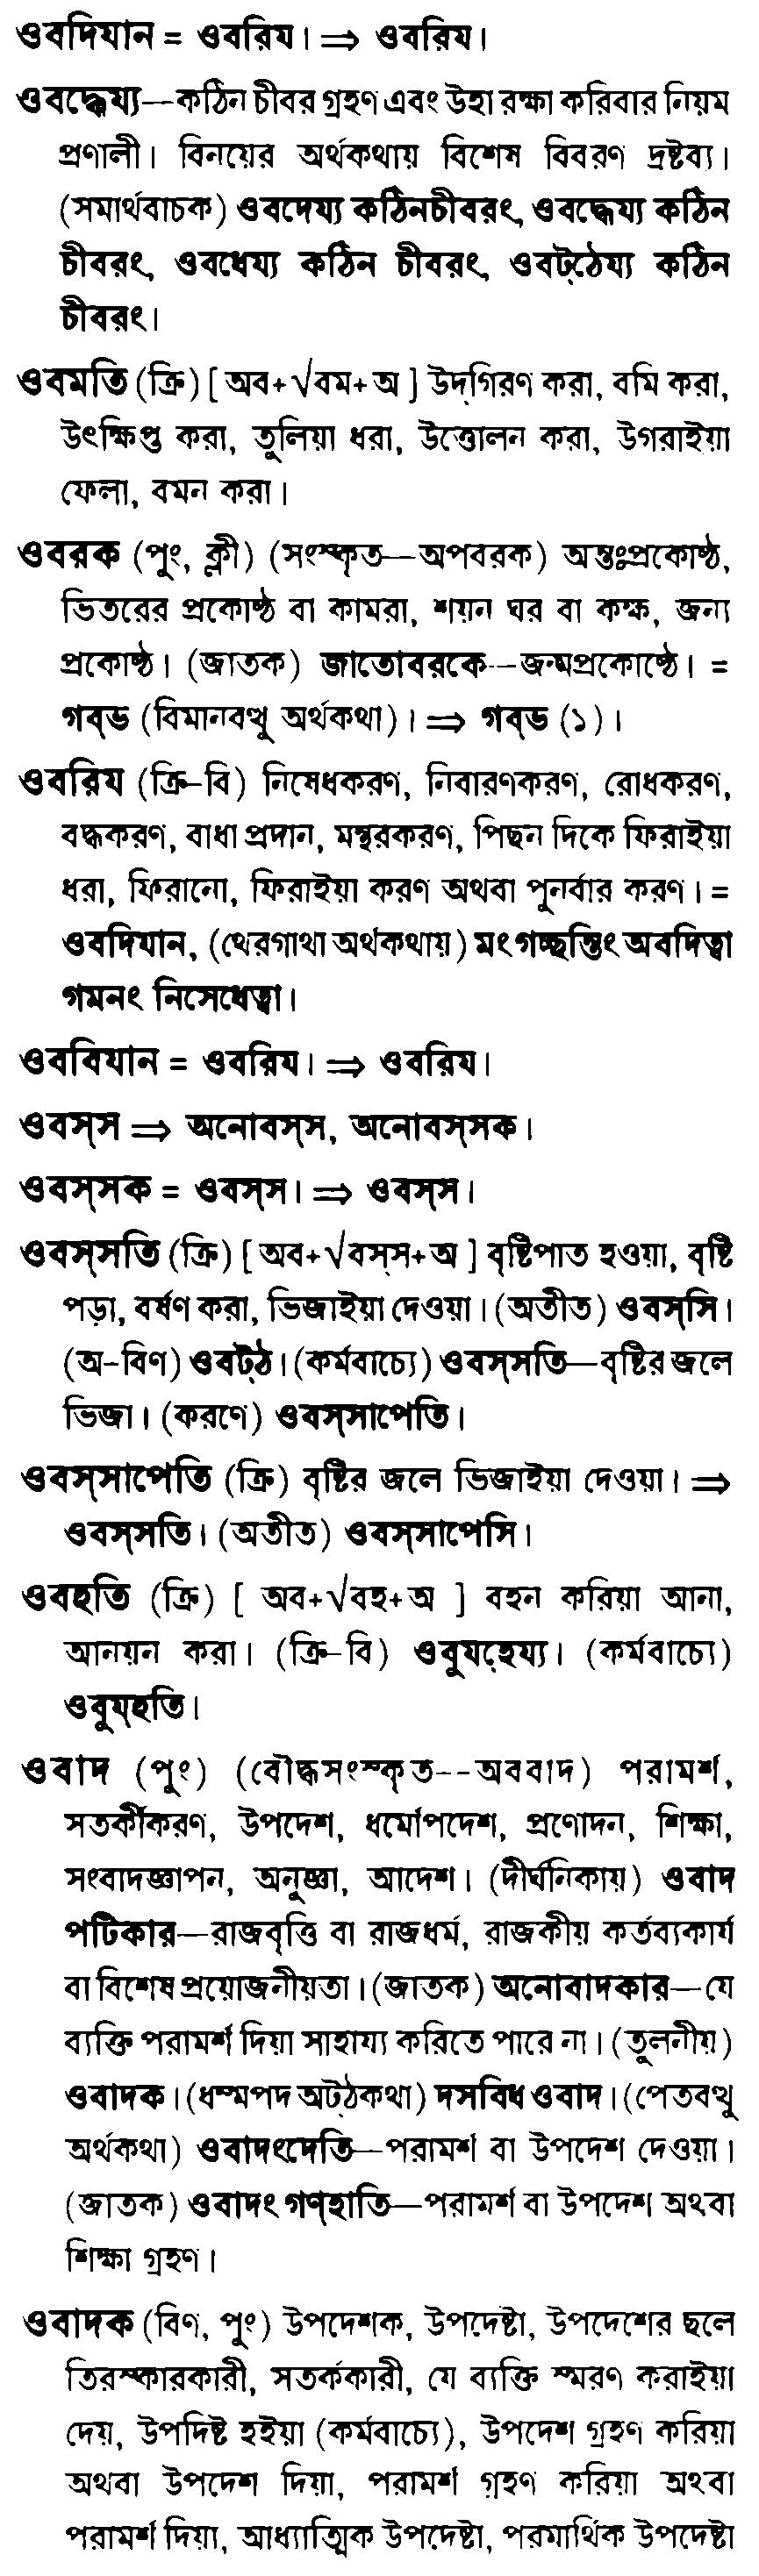 ওবদিযান = ওবরিয। ⇒ ওবরিয।
ওবদ্ধেয্য—কঠিন চীবর গ্রহণ এবং উহা রক্ষা করিবার নিয়ম
প্রণালী। বিনয়ের অর্থকথায় বিশেষ বিবরণ দ্রষ্টব্য।
(সমার্থবাচক) ওবদেয্য কঠিনচীবরং, ওবদ্ধেয্য কঠিন
চীবরং, ওবধেয্য কঠিন চীবরং, ওবট্ঠেয্য কঠিন
চীবরং।
ওবমতি (ক্রি) [ অব+√বম+অ ] উদ্গিরণ করা, বমি করা,
উৎক্ষিপ্ত করা, তুলিয়া ধরা, উত্তোলন করা, উগরাইয়া
ফেলা, বমন করা।
ওবরক (পুং, ক্লী) (সংস্কৃত—অপবরক) অন্তঃপ্রকোষ্ঠ,
ভিতরের প্রকোষ্ঠ বা কামরা, শয়ন ঘর বা কক্ষ, জন্য
প্রকোষ্ঠ। (জাতক) জাতোবরকে—জন্মপ্রকোষ্ঠে। =
গব্ভ (বিমানবত্থু অর্থকথা)। ⇒ গব্ভ (১)।
ওবরিয (ক্রি-বি) নিষেধকরণ, নিবারণকরণ, রোধকরণ,
বদ্ধকরণ, বাধা প্রদান, মন্থরকরণ, পিছন দিকে ফিরাইয়া
ধরা, ফিরানো, ফিরাইয়া করণ অথবা পুনর্বার করণ। =
ওবদিযান, (থেরগাথা অর্থকথায়) মং গচ্ছন্তিং অবদিত্বা
গমনং নিসেধেত্বা।
ওববিযান = ওবরিয। ⇒ ওবরিয।
ওবস্স ⇒ অনোবস্স, অনোবস্সক।
ওবস্সক = ওবস্স। ⇒ ওবস্স।
ওবস্সতি (ক্রি) [ অব+√বস্স+অ ] বৃষ্টিপাত হওয়া, বৃষ্টি
পড়া, বর্ষণ করা, ভিজাইয়া দেওয়া। (অতীত) ওবস্সি।
(অ-বিণ) ওবট্ঠ। (কর্মবাচ্যে) ওবস্সতি—বৃষ্টির জলে
ভিজা। (করণে) ওবস্সাপেতি।
ওবস্সাপেতি (ক্রি) বৃষ্টির জলে ভিজাইয়া দেওয়া। ⇒
ওবস্সতি। (অতীত) ওবস্সাপেসি।
ওবহতি (ক্রি) [ অব+√বহ+অ ] বহন করিয়া আনা,
আনয়ন করা। (ক্রি-বি) ওবুয্হেয্য। (কর্মবাচ্যে)
ওবুয্হতি।
ওবাদ (পুং) (বৌদ্ধসংস্কৃত--অববাদ) পরামর্শ,
সতর্কীকরণ, উপদেশ, ধর্মোপদেশ, প্রণোদন, শিক্ষা,
সংবাদজ্ঞাপন, অনুজ্ঞা, আদেশ। (দীর্ঘনিকায়) ওবাদ
পটিকার—রাজবৃত্তি বা রাজধর্ম, রাজকীয় কর্তব্যকার্য
বা বিশেষ প্রয়োজনীয়তা। (জাতক) অনোবাদকার—যে
ব্যক্তি পরামর্শ দিয়া সাহায্য করিতে পারে না। (তুলনীয়)
ওবাদক। (ধম্মপদ অট্ঠকথা) দসবিধ ওবাদ। (পেতবত্থু
অর্থকথা) ওবাদংদেতি—পরামর্শ বা উপদেশ দেওয়া।
(জাতক) ওবাদং গণ্হাতি—পরামর্শ বা উপদেশ অথবা
শিক্ষা গ্রহণ।
ওবাদক (বিণ, পুং) উপদেশক, উপদেষ্টা, উপদেশের ছলে
তিরস্কারকারী, সতর্ককারী, যে ব্যক্তি স্মরণ করাইয়া
দেয়, উপদিষ্ট হইয়া (কর্মবাচ্যে), উপদেশ গ্রহণ করিয়া
অথবা উপদেশ দিয়া, পরামর্শ গ্রহণ করিয়া অথবা
পরামর্শ দিয়া, আধ্যাত্মিক উপদেষ্টা, পরমার্থিক উপদেষ্টা